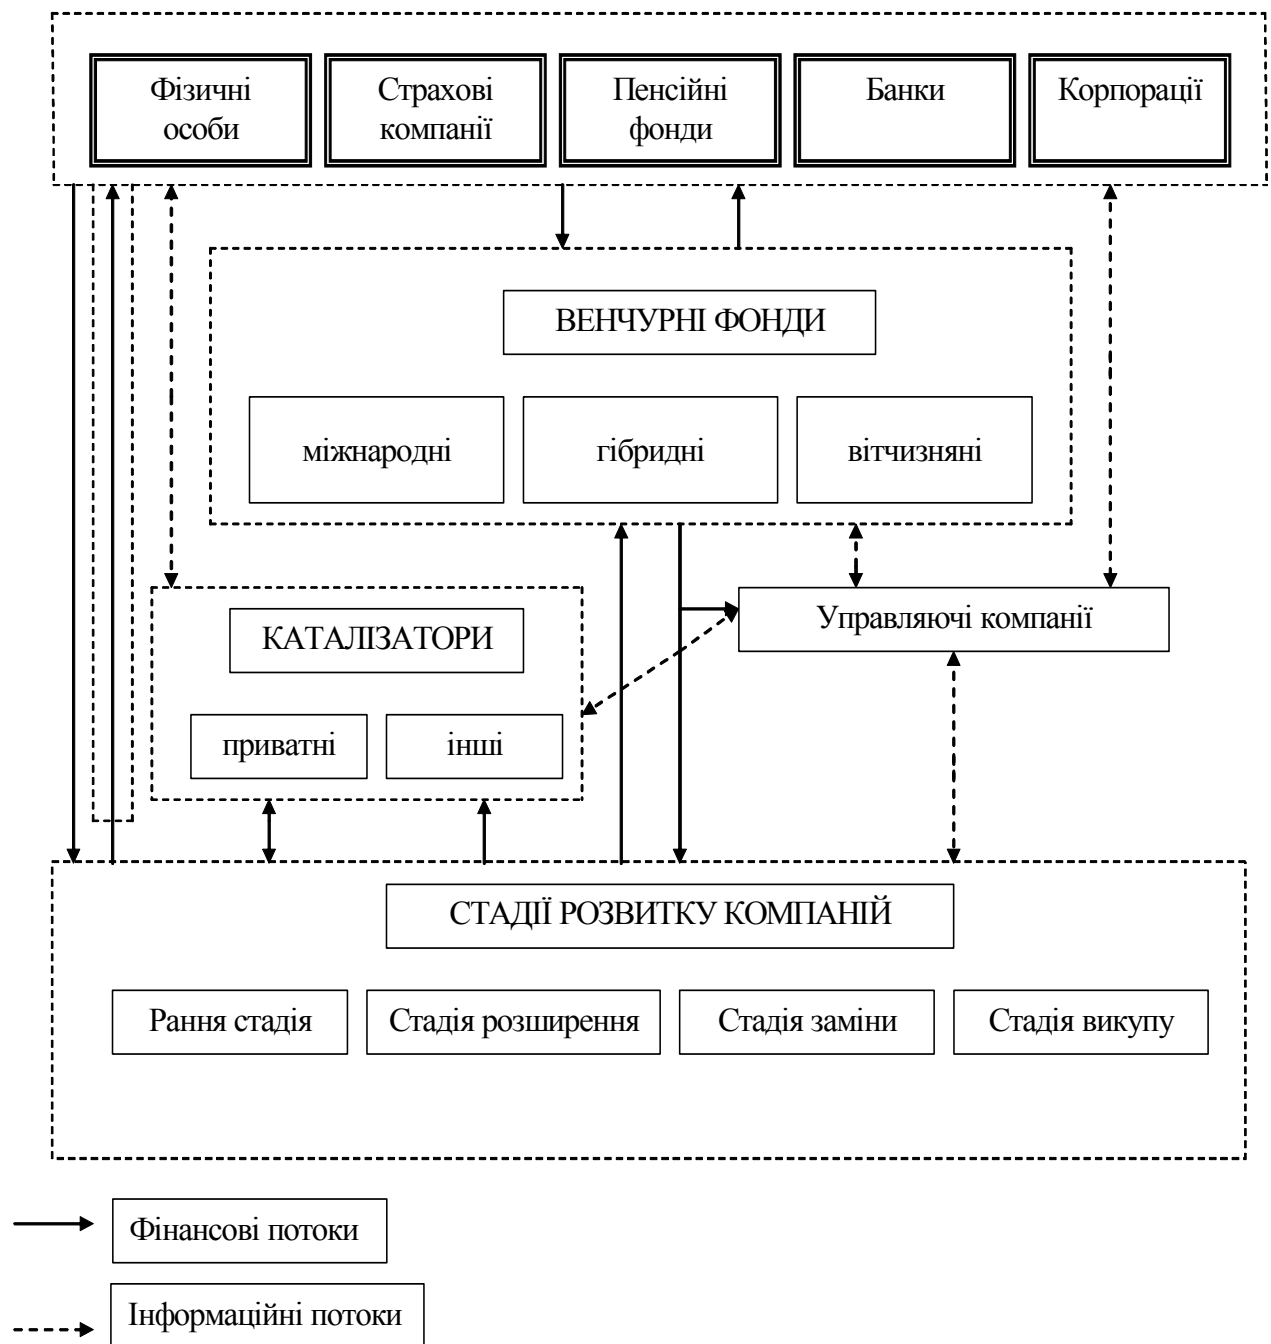 Фізичні
особи
Страхові
компанії
Пенсійні
фонди
Банки
Корпорації
ВЕНЧУРНІ ФОНДИ
міжнародні
гібридні
вітчизняні
КАТАЛІЗАТОРИ
Управляючі компанії
приватні
інші
СТАДІЇ РОЗВИТКУ КОМПАНІЙ
Рання стадія
Стадія розширення
Стадія заміни
Стадія викупу
Фінансові потоки
Інформаційні потоки